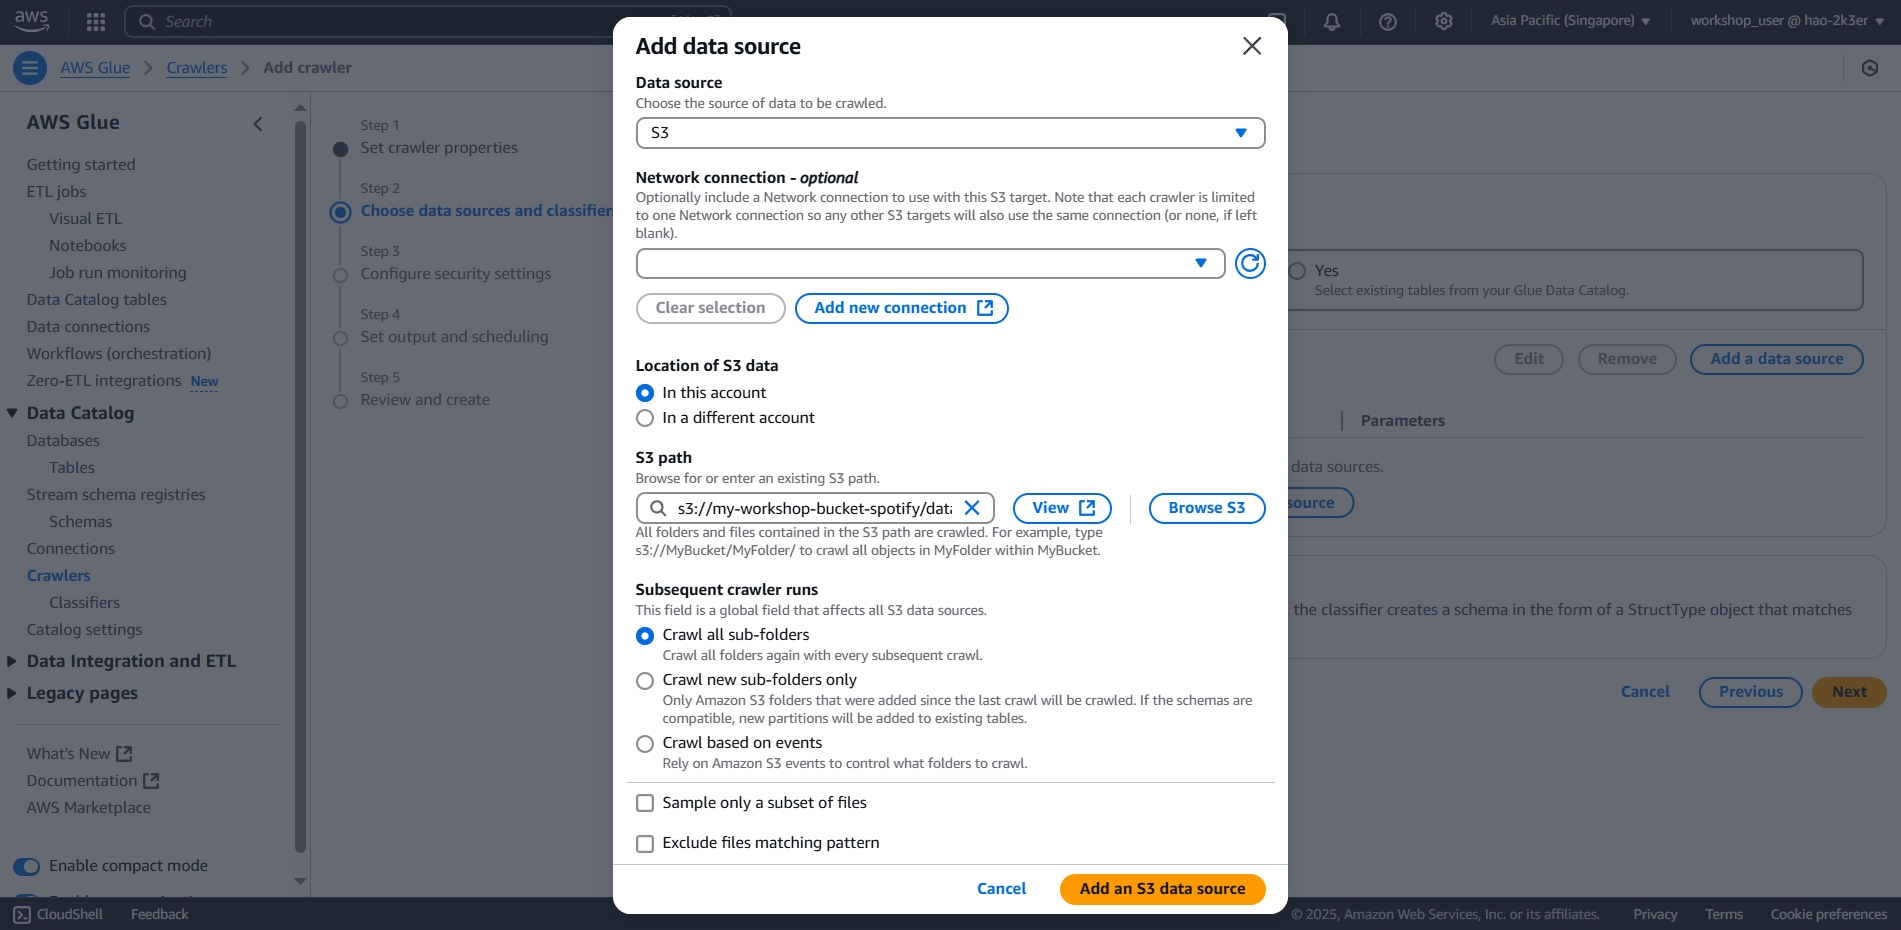 aws
Search
Asia Pacific (Singapore)
workshop_user @ hao-2k3er
AWS Glue
Crawlers
Add crawler
AWS Glue
Getting started
ETL jobs
Visual ETL
Notebooks
Job run monitoring
Data Catalog tables
Data connections
Workflows (orchestration)
Zero-ETL integrations New
Data Catalog
Databases
Tables
Stream schema registries
Schemas
Connections
Crawlers
Classifiers
Catalog settings
Data Integration and ETL
Legacy pages
What's New
Documentation
AWS Marketplace
Enable compact mode
Step 1
Set crawler properties
Step 2
Choose data sources and classifier
Step 3
Configure security settings
Step 4
Set output and scheduling
Step 5
Review and create
Add data source
Data source
Choose the source of data to be crawled.
S3
Network connection - optional
Optionally include a Network connection to use with this S3 target. Note that each crawler is limited
to one Network connection so any other S3 targets will also use the same connection (or none, if left
blank).
Clear selection
Add new connection
Location of S3 data
In this account
In a different account
S3 path
Browse for or enter an existing S3 path.
s3://my-workshop-bucket-spotify/data
View
Browse S3
All folders and files contained in the S3 path are crawled. For example, type
s3://MyBucket/MyFolder/ to crawl all objects in MyFolder within MyBucket.
Subsequent crawler runs
This field is a global field that affects all S3 data sources.
Crawl all sub-folders
Crawl all folders again with every subsequent crawl.
Crawl new sub-folders only
Only Amazon S3 folders that were added since the last crawl will be crawled. If the schemas are
compatible, new partitions will be added to existing tables.
Crawl based on events
Rely on Amazon S3 events to control what folders to crawl.
Sample only a subset of files
Exclude files matching pattern
Cancel
Add an S3 data source
Yes
Select existing tables from your Glue Data Catalog.
Edit
Remove
Add a data source
Parameters
data sources.
source
the classifier creates a schema in the form of a StructType object that matches
Cancel
Previous
Next
CloudShell
Feedback
© 2025, Amazon Web Services, Inc. or its affiliates.
Privacy
Terms
Cookie preferences